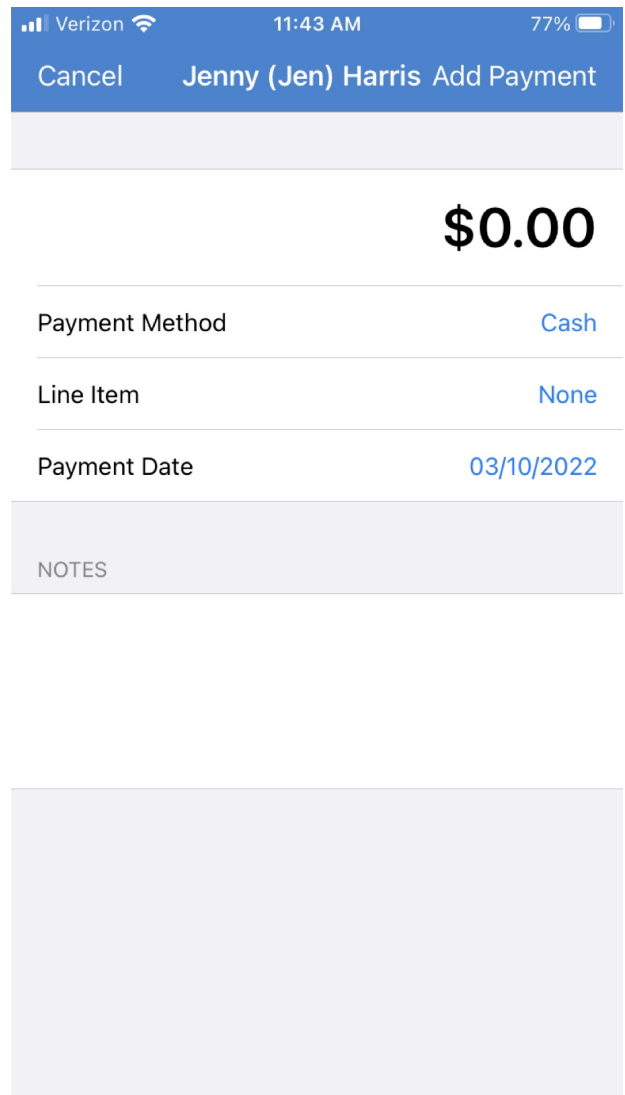 Verizon 11:43 AM 77%
Cancel Jenny (Jen) Harris Add Payment
$0.00
Payment Method Cash
Line Item None
Payment Date 03/10/2022
NOTES